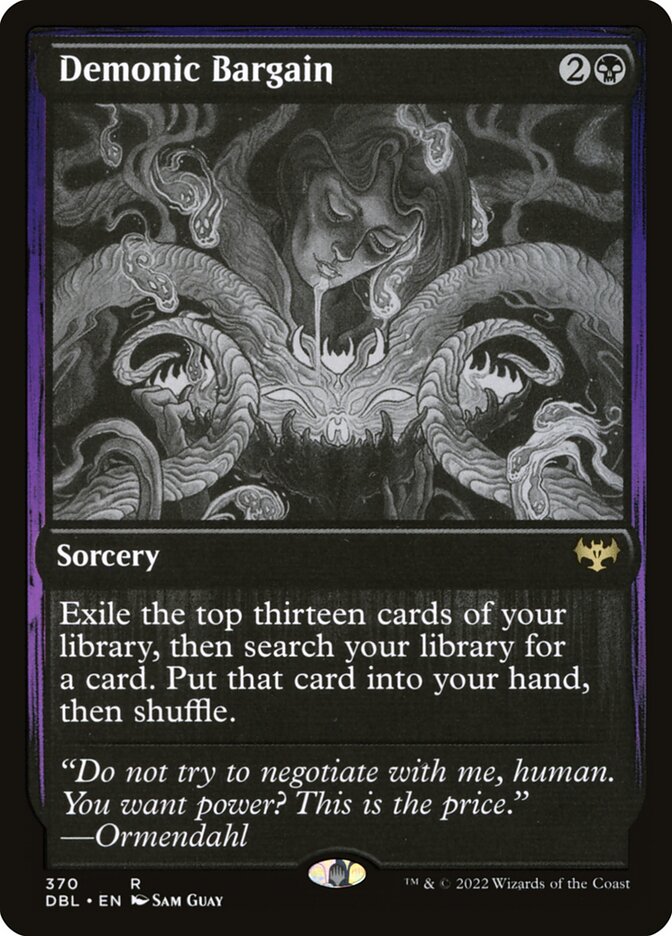 Demonic Bargain 2
Sorcery
Exile the top thirteen cards of your
library, then search your library for
a card. Put that card into your hand,
then shuffle.
“Do not try to negotiate with me, human.
You want power? This is the price.”
—Ormendahl
370 R
DBL • EN Sam Guay
™ & © 2022 Wizards of the Coast